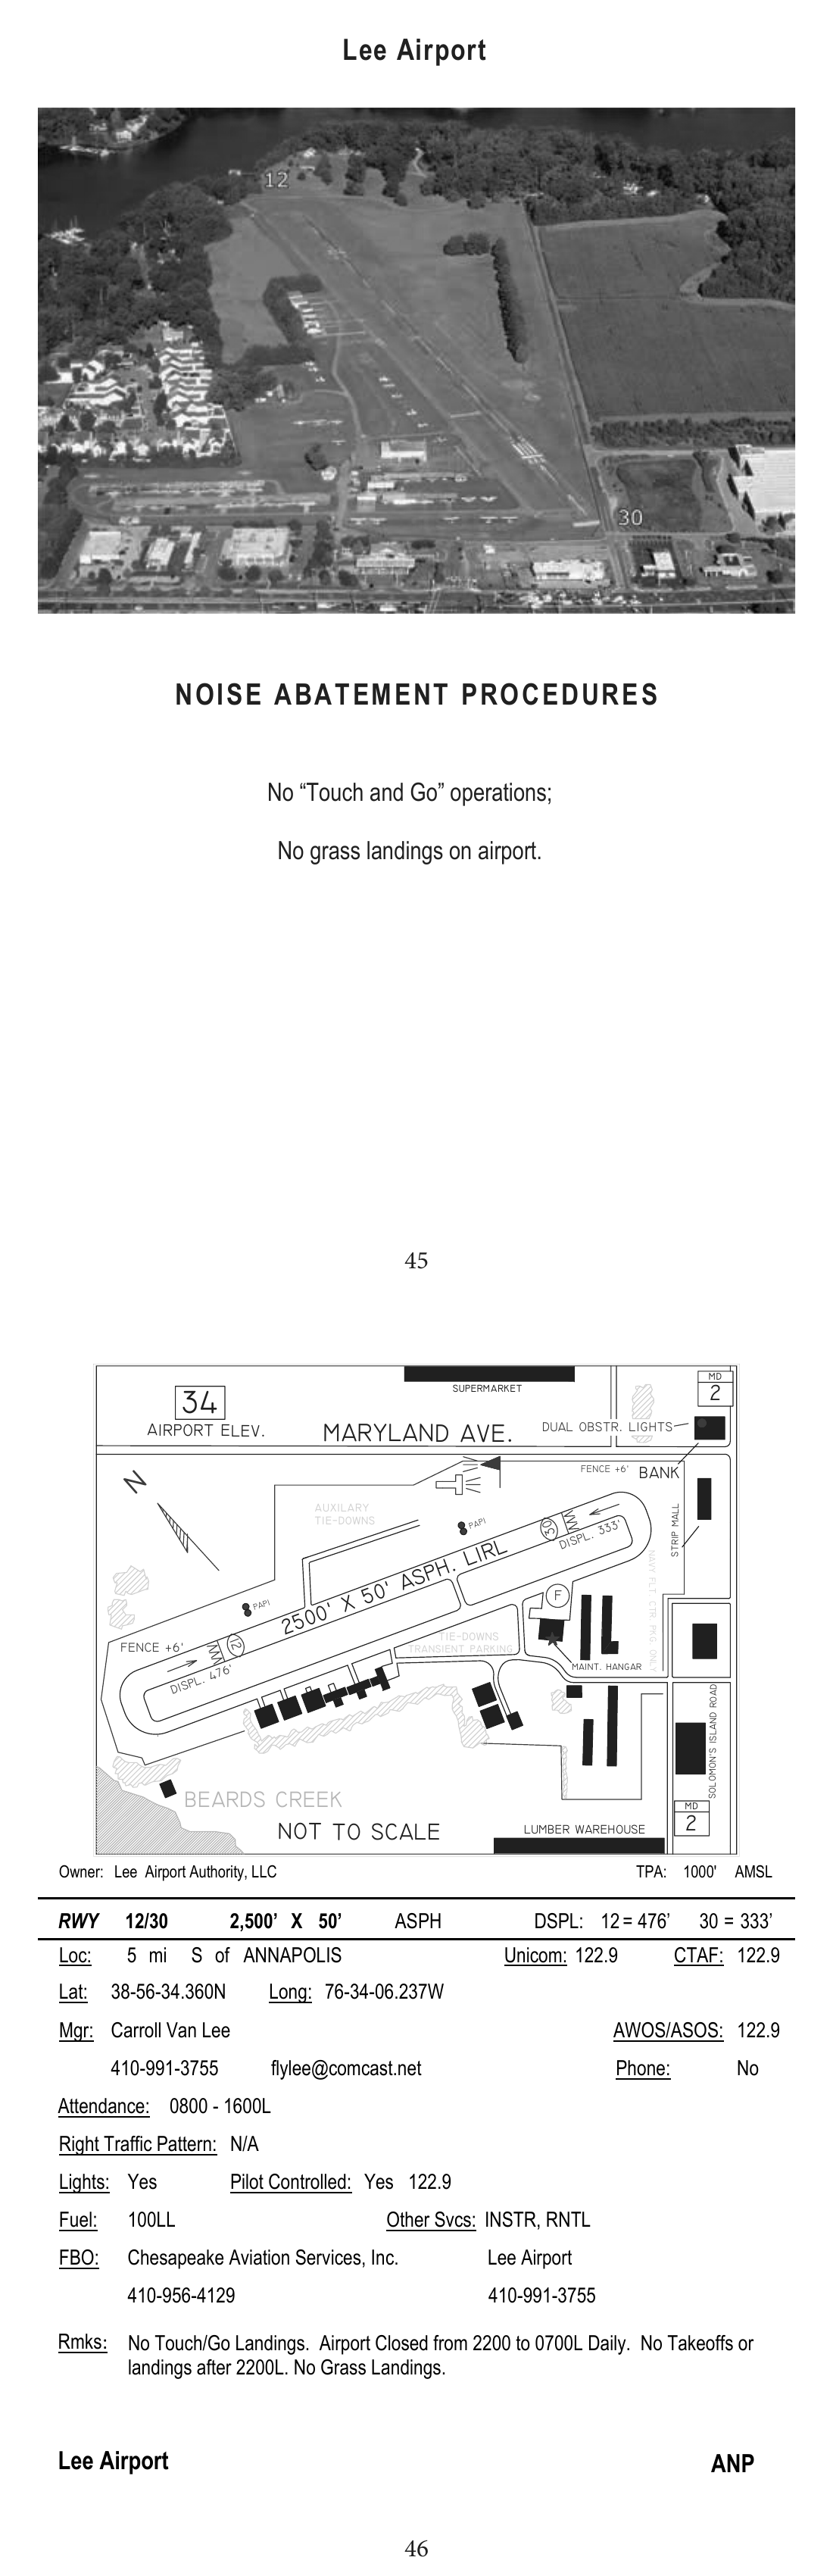 Lee Airport
12
30
NOISE ABATEMENT PROCEDURES
No “Touch and Go” operations;
No grass landings on airport.
45
34
AIRPORT ELEV.
SUPERMARKET
MD
2
MARYLAND AVE.
DUAL OBSTR. LIGHTS
FENCE +6'
BANK
N
AUXILARY
TIE-DOWNS
PAPI
30
DISPL. 333'
STRIP MALL
2500' X 50' ASPH. LIRL
NAVY FLT. CTR. PKG. ONLY
F
PAPI
FENCE +6'
12
DISPL. 476'
TIE-DOWNS
TRANSIENT PARKING
MAINT. HANGAR
SOLOMON'S ISLAND ROAD
BEARDS CREEK
NOT TO SCALE
LUMBER WAREHOUSE
MD
2
Owner: Lee Airport Authority, LLC TPA: 1000' AMSL
RWY 12/30 2,500’ X 50’ ASPH DSPL: 12 = 476’ 30 = 333’
Loc: 5 mi S of ANNAPOLIS Unicom: 122.9 CTAF: 122.9
Lat: 38-56-34.360N Long: 76-34-06.237W
Mgr: Carroll Van Lee AWOS/ASOS: 122.9
410-991-3755 flylee@comcast.net Phone: No
Attendance: 0800 - 1600L
Right Traffic Pattern: N/A
Lights: Yes Pilot Controlled: Yes 122.9
Fuel: 100LL Other Svcs: INSTR, RNTL
FBO: Chesapeake Aviation Services, Inc. Lee Airport
410-956-4129 410-991-3755
Rmks: No Touch/Go Landings. Airport Closed from 2200 to 0700L Daily. No Takeoffs or
landings after 2200L. No Grass Landings.
Lee Airport ANP
46